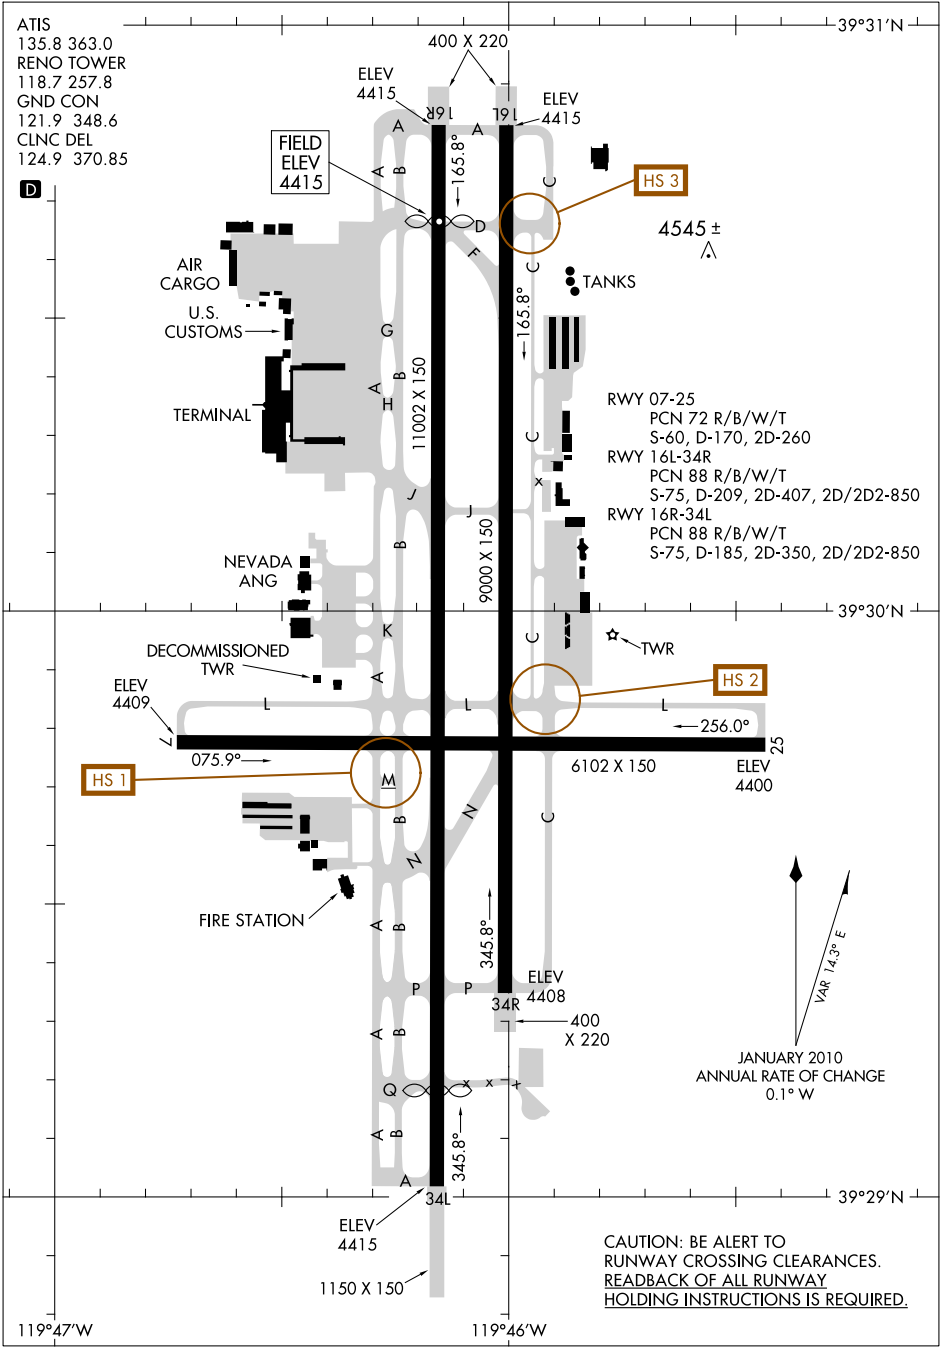 ATIS
135.8 363.0
RENO TOWER
118.7 257.8
GND CON
121.9 348.6
CLNC DEL
124.9 370.85
D
400 X 220
39°31'N
ELEV
4415
ELEV
4415
16R
16L
FIELD
ELEV
4415
A
A
A
B
165.8°
C
HS 3
D
F
4545 ±
C
AIR
CARGO
TANKS
U.S.
CUSTOMS
G
165.8°
B
A
H
11002 X 150
TERMINAL
C
RWY 07-25
PCN 72 R/B/W/T
S-60, D-170, 2D-260
RWY 16L-34R
PCN 88 R/B/W/T
S-75, D-209, 2D-407, 2D/2D2-850
RWY 16R-34L
PCN 88 R/B/W/T
S-75, D-185, 2D-350, 2D/2D2-850
J
J
X
B
9000 X 150
NEVADA
ANG
39°30'N
K
C
DECOMMISSIONED
TWR
TWR
A
HS 2
ELEV
4409
L
L
L
256.0°
7
25
075.9°
6102 X 150
ELEV
4400
HS 1
M
B
N
N
C
FIRE STATION
A
B
345.8°
VAR 14.3° E
P
P
ELEV
4408
34R
400
X 220
A
B
JANUARY 2010
ANNUAL RATE OF CHANGE
0.1° W
Q
X X X
A
B
345.8°
A
34L
39°29'N
ELEV
4415
1150 X 150
CAUTION: BE ALERT TO
RUNWAY CROSSING CLEARANCES.
READBACK OF ALL RUNWAY
HOLDING INSTRUCTIONS IS REQUIRED.
119°47'W
119°46'W